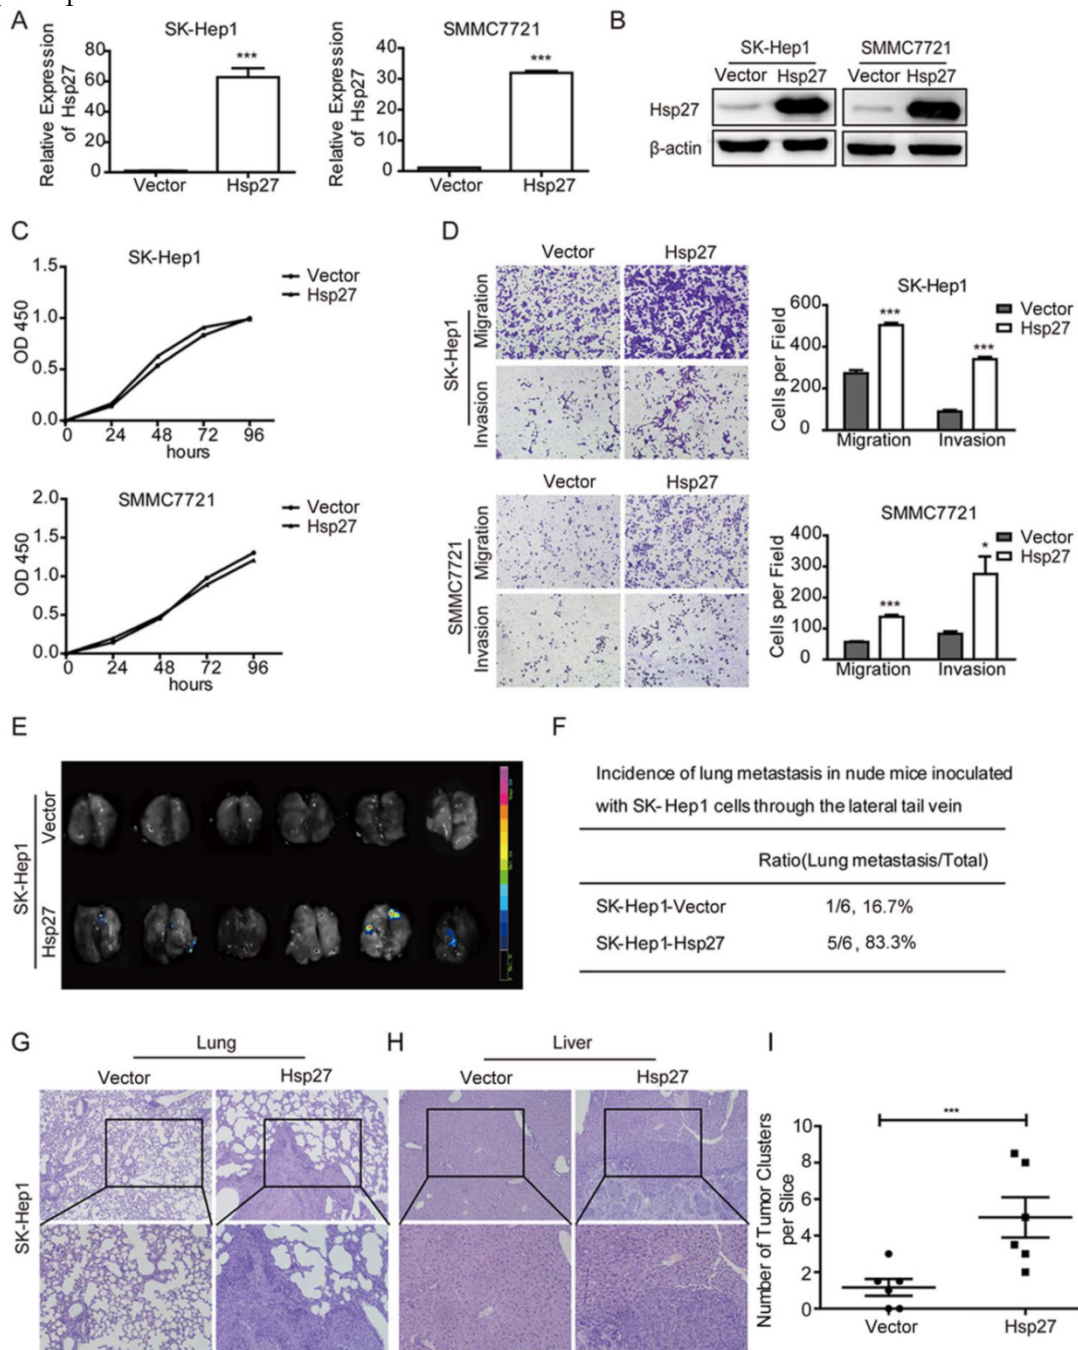 A
SK-Hep1
Relative Expression
of Hsp27
80
60
40
20
0
***
Vector
Hsp27
SMMC7721
Relative Expression
of Hsp27
40
30
20
10
0
***
Vector
Hsp27
B
SK-Hep1
SMMC7721
Vector Hsp27
Vector Hsp27
Hsp27
β-actin
C
SK-Hep1
OD 450
1.5
1.0
0.5
0.0
0 24 48 72 96
hours
Vector
Hsp27
SMMC7721
OD 450
2.0
1.5
1.0
0.5
0.0
0 24 48 72 96
hours
Vector
Hsp27
D
Vector
Hsp27
SK-Hep1
Migration
Invasion
SK-Hep1
Cells per Field
600
400
200
0
***
***
Migration
Invasion
Vector
Hsp27
Vector
Hsp27
SMMC7721
Migration
Invasion
SMMC7721
Cells per Field
400
300
200
100
0
***
*
Migration
Invasion
Vector
Hsp27
E
SK-Hep1
Vector
Hsp27
F
Incidence of lung metastasis in nude mice inoculated
with SK- Hep1 cells through the lateral tail vein
Ratio(Lung metastasis/Total)
SK-Hep1-Vector 1/6, 16.7%
SK-Hep1-Hsp27 5/6, 83.3%
G
Lung
Vector
Hsp27
SK-Hep1
H
Liver
Vector
Hsp27
I
Number of Tumor Clusters
per Slice
10
8
6
4
2
0
***
Vector
Hsp27